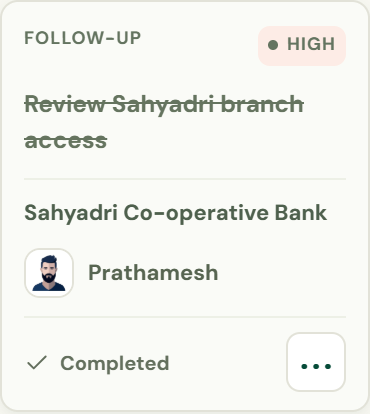 FOLLOW-UP
HIGH
Review Sahyadri branch
access
Sahyadri Co-operative Bank
Prathamesh
Completed
...